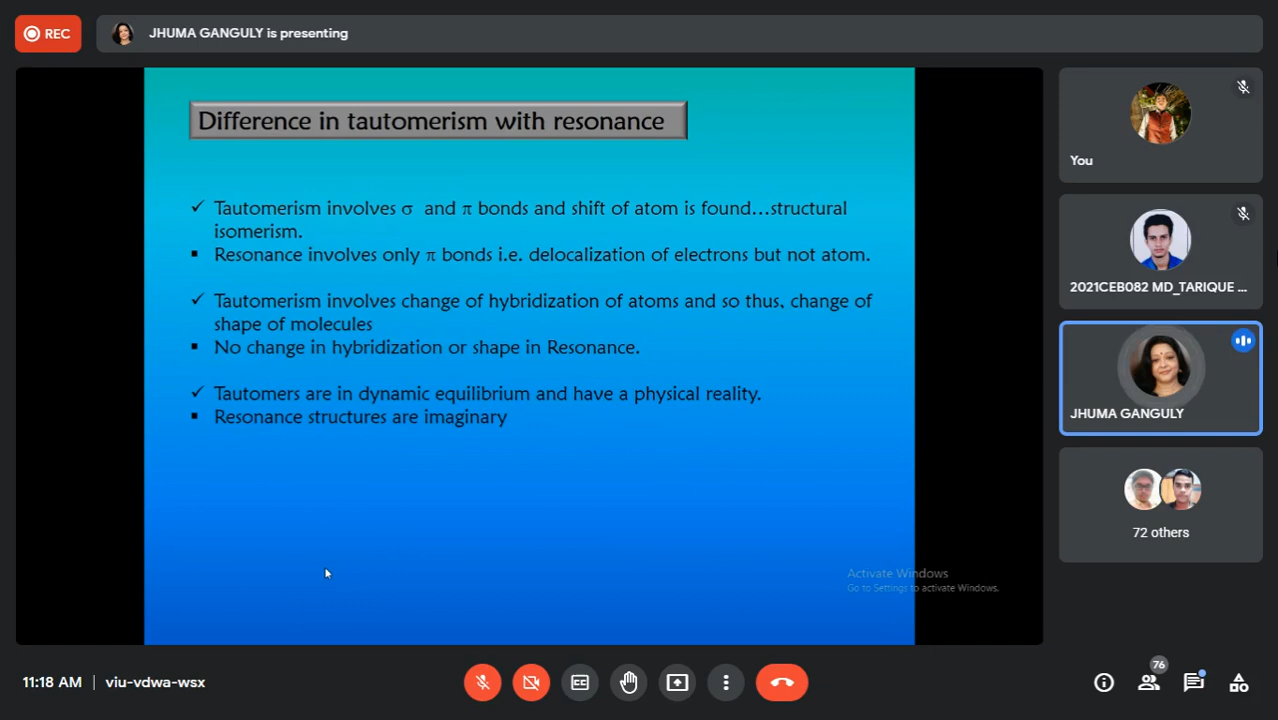 REC
JHUMA GANGULY is presenting
Difference in tautomerism with resonance
✓ Tautomerism involves σ and π bonds and shift of atom is found...structural
isomerism.
▪ Resonance involves only π bonds i.e. delocalization of electrons but not atom.
✓ Tautomerism involves change of hybridization of atoms and so thus, change of
shape of molecules
▪ No change in hybridization or shape in Resonance.
✓ Tautomers are in dynamic equilibrium and have a physical reality.
▪ Resonance structures are imaginary
Activate Windows
Go to Settings to activate Windows.
You
2021CEB082 MD_TARIQUE ...
JHUMA GANGULY
72 others
11:18 AM | viu-vdwa-wsx
CC
76